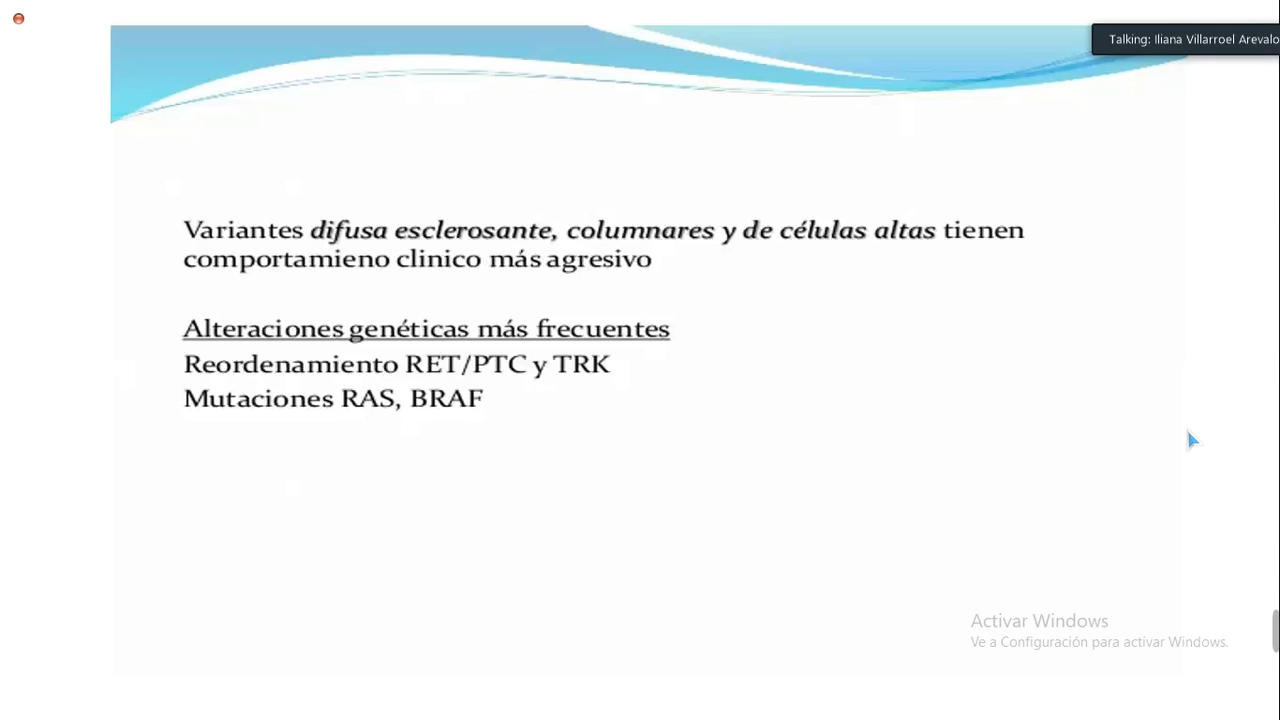 Talking: Iliana Villarroel Arevalo
Variantes difusa esclerosante, columnares y de células altas tienen
comportamieno clinico más agresivo
Alteraciones genéticas más frecuentes
Reordenamiento RET/PTC y TRK
Mutaciones RAS, BRAF
Activar Windows
Ve a Configuración para activar Windows.